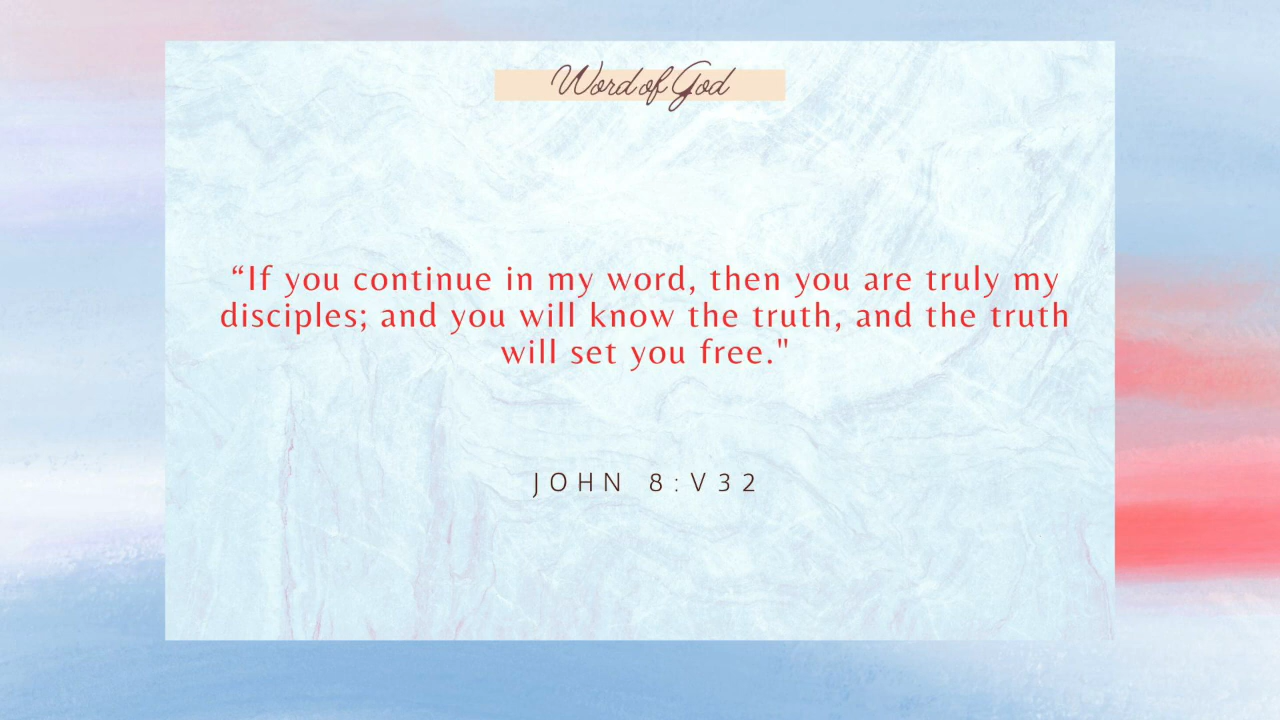 Word of God
“If you continue in my word, then you are truly my
disciples; and you will know the truth, and the truth
will set you free."
JOHN 8:V32